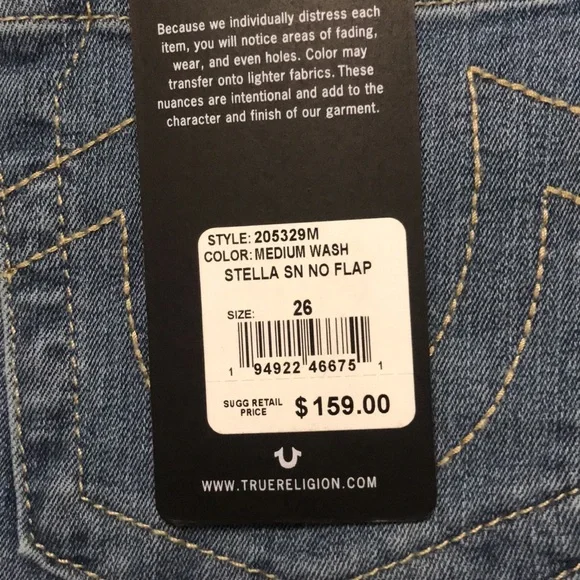 Because we individually distress each
item, you will notice areas of fading,
wear, and even holes. Color may
transfer onto lighter fabrics. These
nuances are intentional and add to the
character and finish of our garment.
STYLE: 205329M
COLOR: MEDIUM WASH
STELLA SN NO FLAP
SIZE: 26
1 94922 46675 1
SUGG RETAIL
PRICE $159.00
WWW.TRUERELIGION.COM